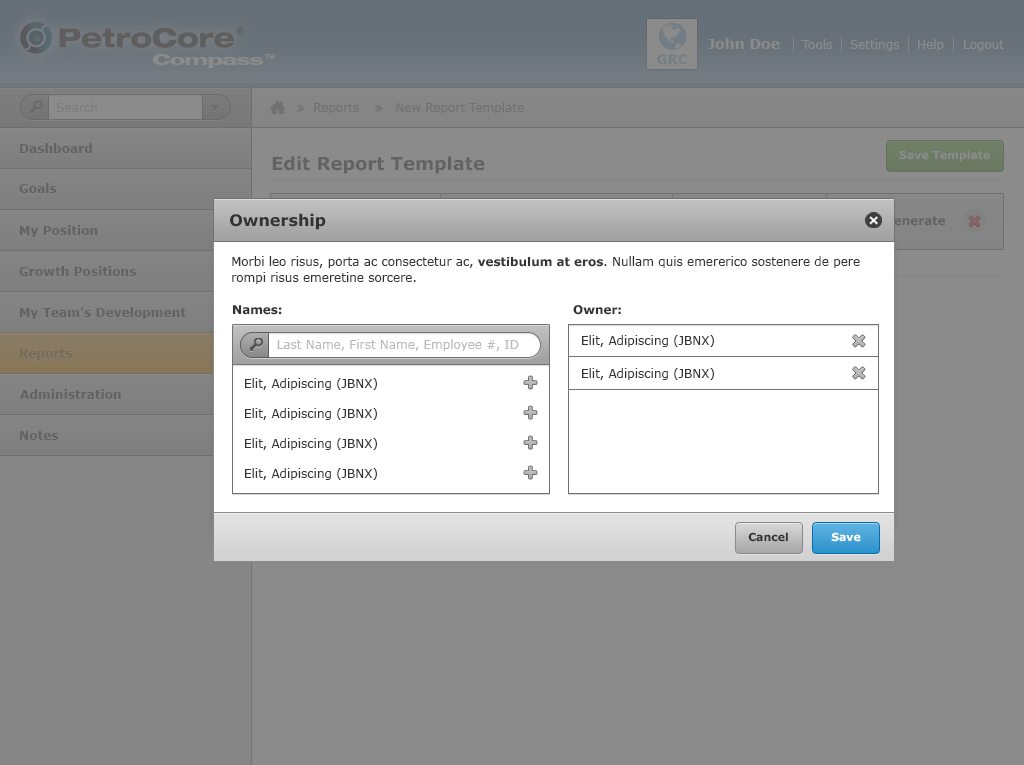 PetroCore®
Compass™
GRC
John Doe
Tools
Settings
Help
Logout
Search
» Reports » New Report Template
Dashboard
Goals
My Position
Growth Positions
My Team's Development
Reports
Administration
Notes
Edit Report Template
Save Template
enerate
Ownership
Morbi leo risus, porta ac consectetur ac, vestibulum at eros. Nullam quis emererico sostenere de pere
rompi risus emeretine sorcere.
Names:
Last Name, First Name, Employee #, ID
Elit, Adipiscing (JBNX)
Elit, Adipiscing (JBNX)
Elit, Adipiscing (JBNX)
Elit, Adipiscing (JBNX)
Owner:
Elit, Adipiscing (JBNX)
Elit, Adipiscing (JBNX)
Cancel
Save